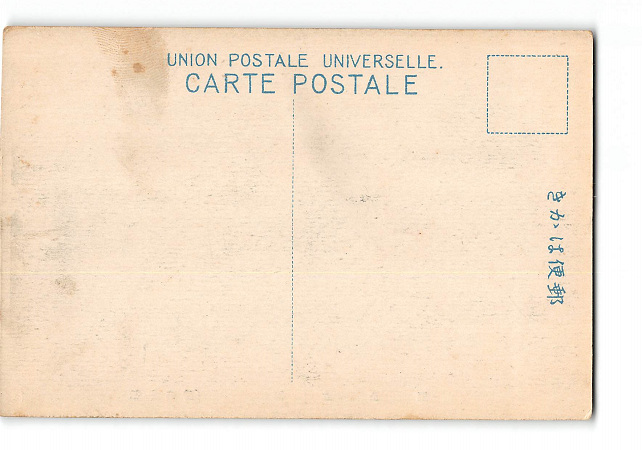 UNION POSTALE UNIVERSELLE.
CARTE POSTALE
きかは便郵